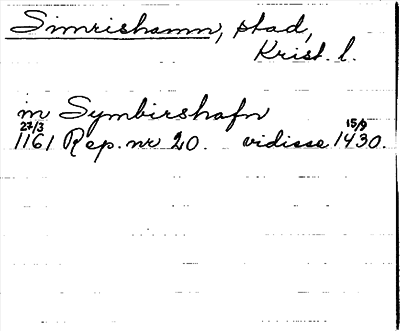 Simrishamn, stad,
Krist. l.
in Symbirshafn
27/3 1161 Rep. nr 20. vidisse 15/9 1430.